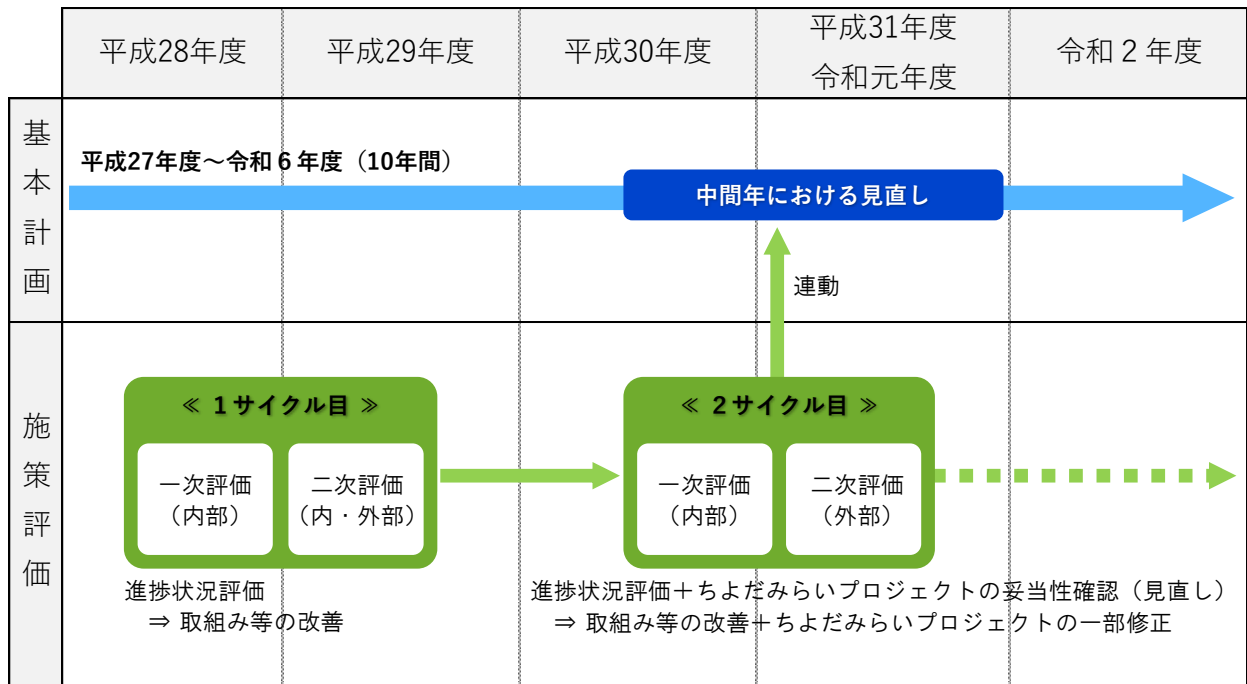 平成28年度
平成29年度
平成30年度
平成31年度
令和元年度
令和２年度
基本計画
平成27年度～令和６年度（10年間）
中間年における見直し
連動
施策評価
≪ １サイクル目 ≫
一次評価
（内部）
二次評価
（内・外部）
≪ ２サイクル目 ≫
一次評価
（内部）
二次評価
（外部）
進捗状況評価
⇒ 取組み等の改善
進捗状況評価＋ちよだみらいプロジェクトの妥当性確認（見直し）
⇒ 取組み等の改善＋ちよだみらいプロジェクトの一部修正